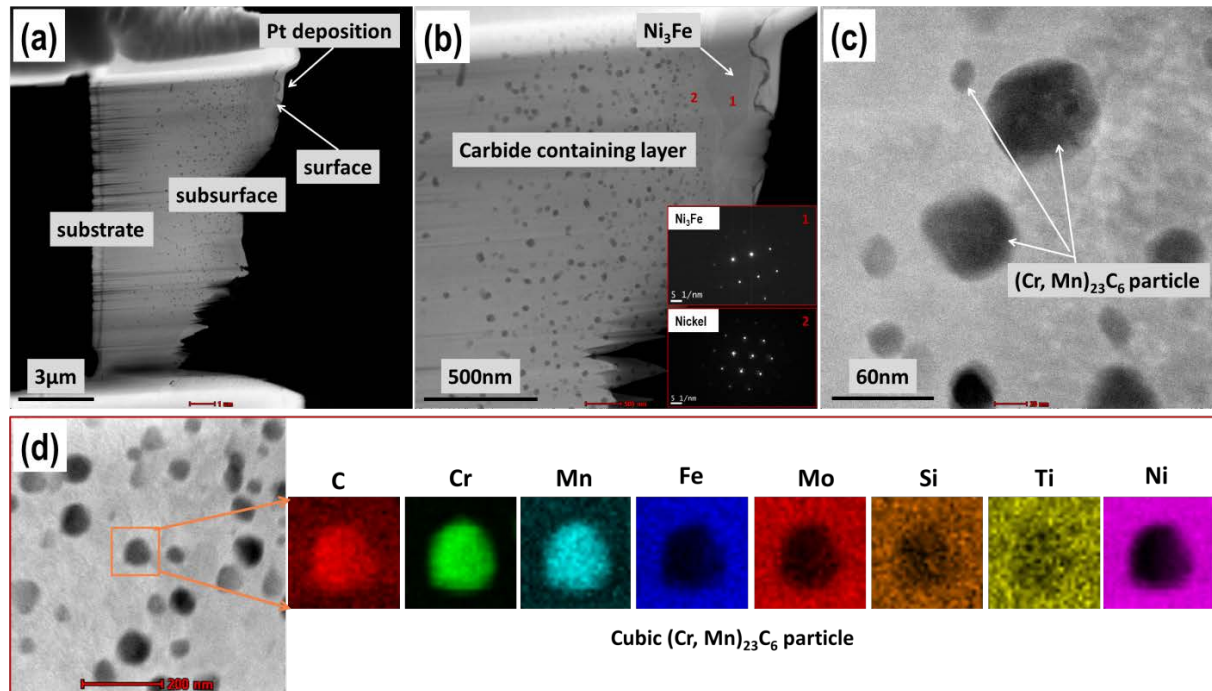 (a)
Pt deposition
surface
subsurface
substrate
3µm
1 µm
(b)
Ni₃Fe
2
1
Carbide containing layer
Ni₃Fe
1
5 1/nm
Nickel
2
5 1/nm
500nm
(c)
(Cr, Mn)₂₃C₆ particle
60nm
(d)
200 nm
C
Cr
Mn
Fe
Mo
Si
Ti
Ni
Cubic (Cr, Mn)₂₃C₆ particle